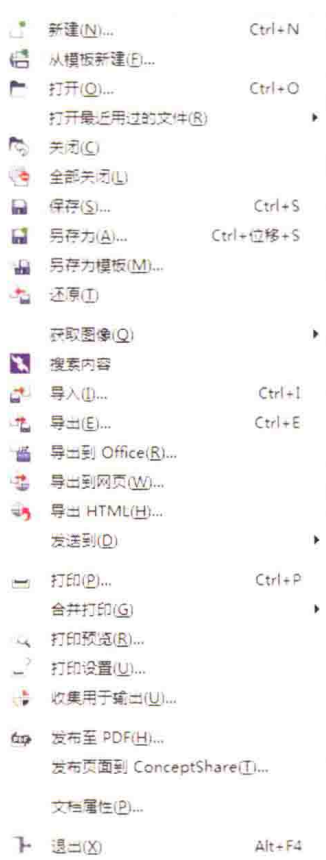 新建(N)... Ctrl+N
从模板新建(F)...
打开(O)... Ctrl+O
打开最近用过的文件(R)
关闭(C)
全部关闭(L)
保存(S)... Ctrl+S
另存为(A)... Ctrl+位移+S
另存为模板(M)...
还原(T)
获取图像(Q)
搜索内容
导入(I)... Ctrl+I
导出(E)... Ctrl+E
导出到 Office(R)...
导出到网页(W)...
导出 HTML(H)...
发送到(D)
打印(P)... Ctrl+P
合并打印(G)
打印预览(R)...
打印设置(U)...
收集用于输出(U)...
发布至 PDF(H)...
发布页面到 ConceptShare(T)...
文档属性(P)...
退出(X) Alt+F4